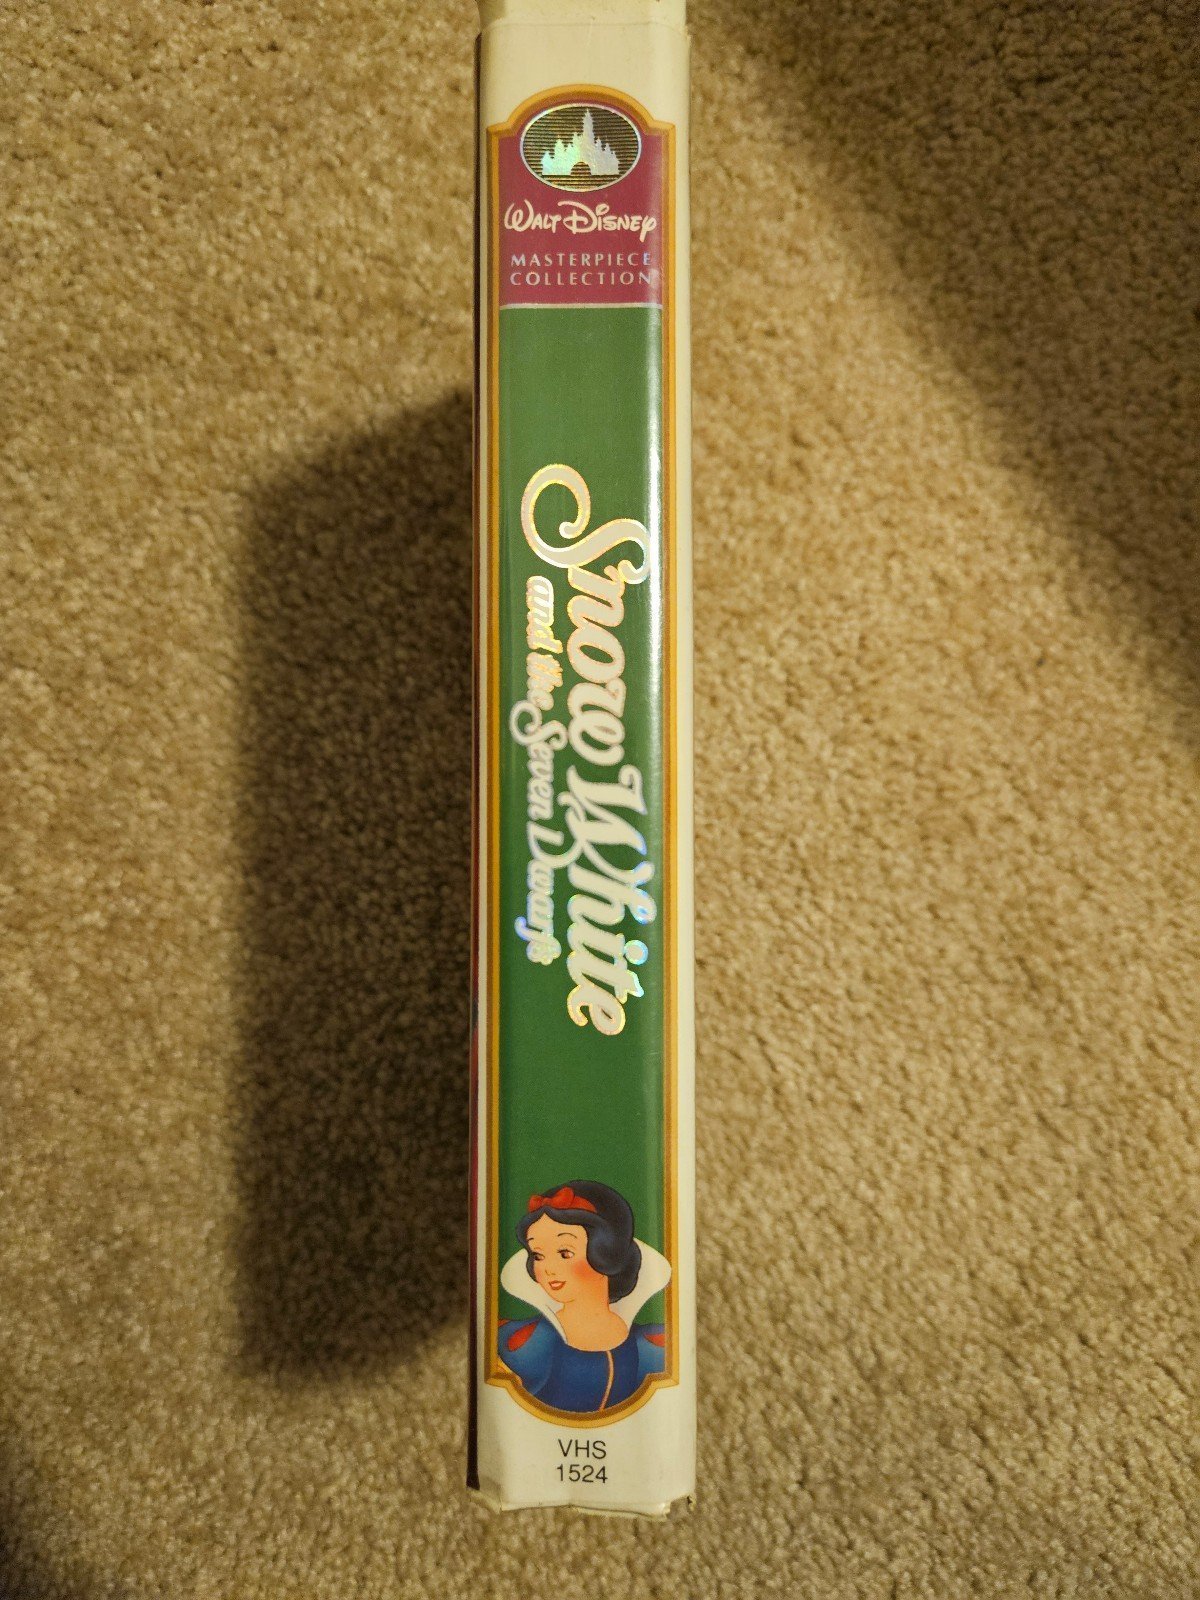 WALT DISNEY
MASTERPIECE
COLLECTION
Snow White
and the Seven Dwarfs
VHS
1524